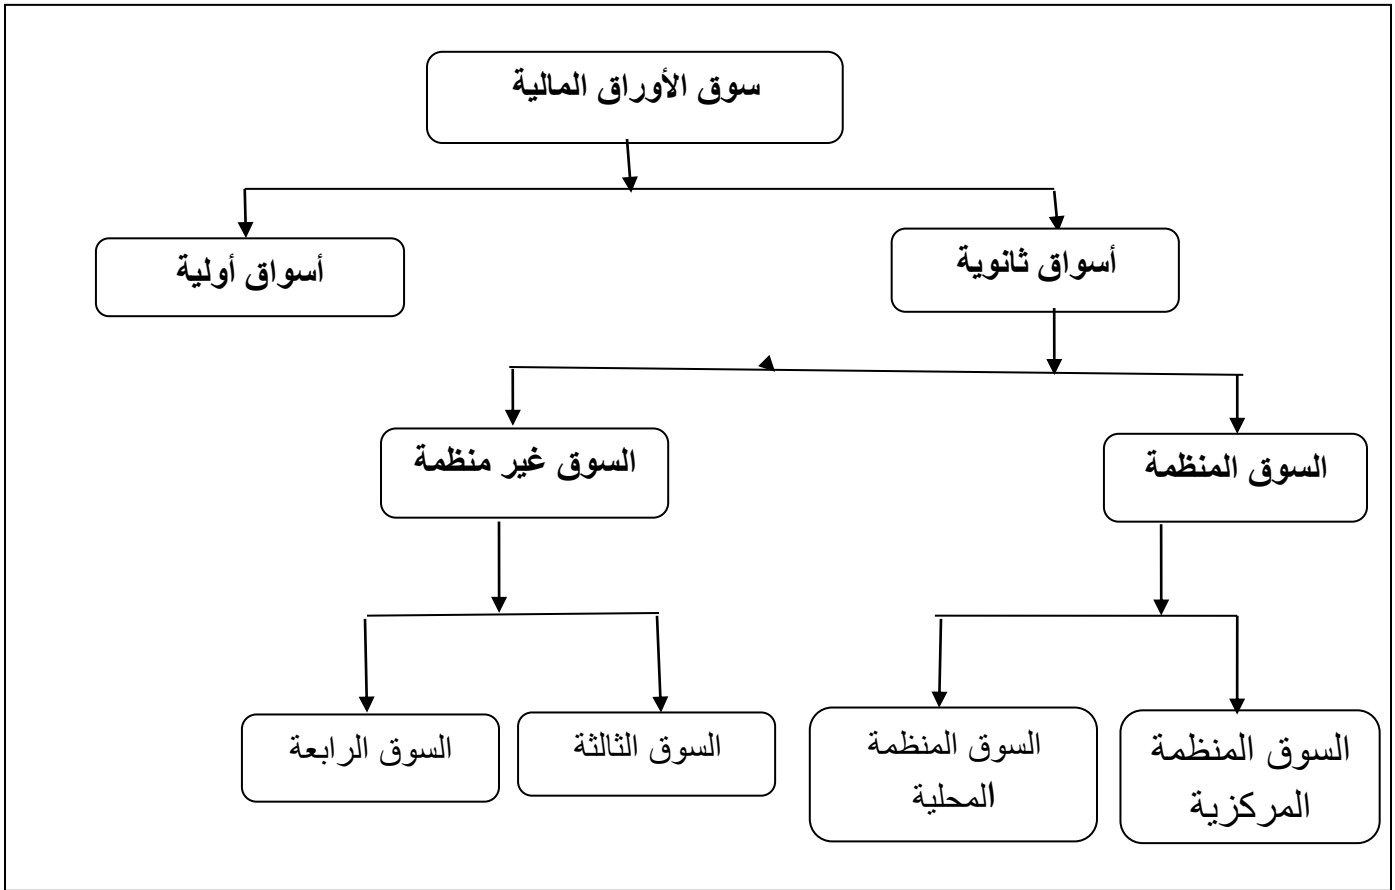 سوق الأوراق المالية
أسواق ثانوية
أسواق أولية
السوق المنظمة
السوق غير منظمة
السوق المنظمة
المركزية
السوق المنظمة
المحلية
السوق الثالثة
السوق الرابعة